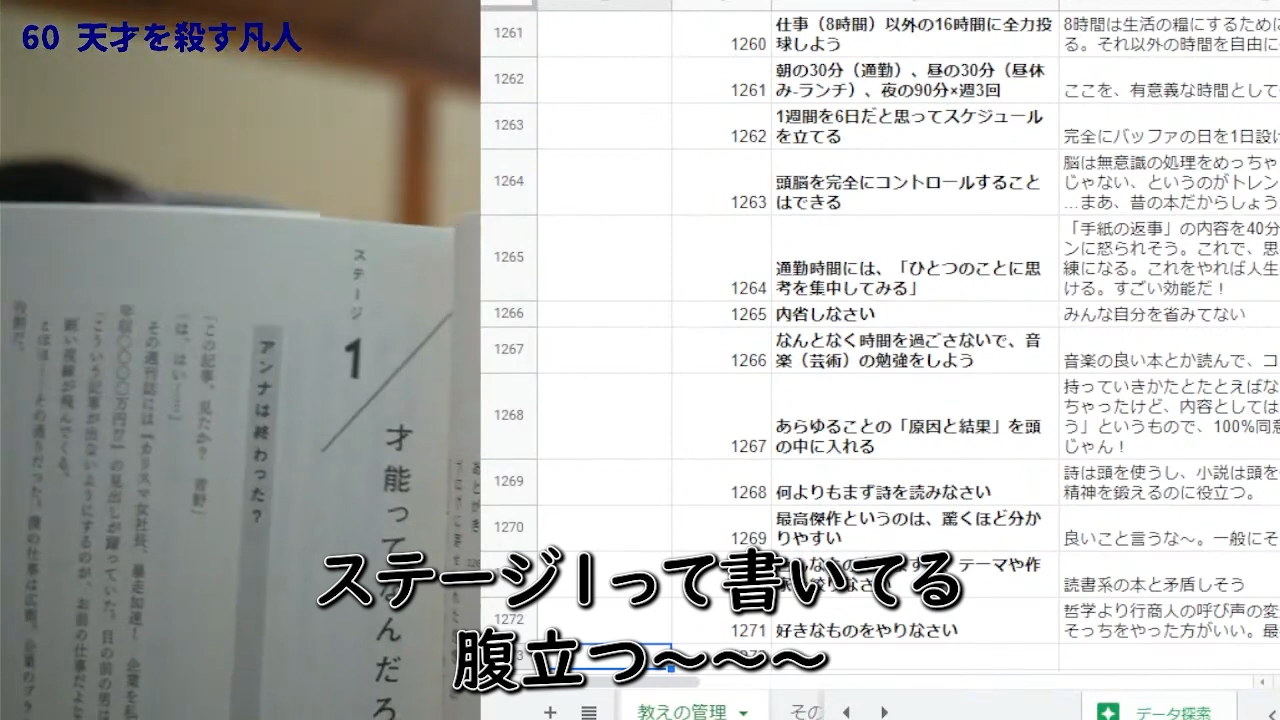 60 天才を殺す凡人
ステージ
1
才能ってなんだろ
アンナは終わった?
「この記事、見たか? 青野」
「は、はい……」
1261
1260
仕事（8時間）以外の16時間に全力投
球しよう
8時間は生活の糧にするために
る。それ以外の時間を自由に
1262
1261
朝の30分（通勤）、昼の30分（昼休
み-ランチ）、夜の90分×週3回
ここを、有意義な時間として
1263
1262
1週間を6日だと思ってスケジュール
を立てる
完全にバッファの日を1日設け
1264
1263
頭脳を完全にコントロールすること
はできる
脳は無意識の処理をめっちゃ
じゃない、というのがトレン
…まあ、昔の本だからしょう
1265
1264
通勤時間には、「ひとつのことに思
考を集中してみる」
「手紙の返事」の内容を40分
ンに怒られそう。これで、思
練になる。これをやれば人生
ける。すごい効能だ！
1266
1265
内省しなさい
みんな自分を省みてない
1267
1266
なんとなく時間を過ごさないで、音
楽（芸術）の勉強をしよう
音楽の良い本とか読んで、コ
1268
1267
あらゆることの「原因と結果」を頭
の中に入れる
持っていきかたとたとえばな
ちゃったけど、内容としては
う」というもので、100%同意
じゃん！
1269
1268
何よりもまず詩を読みなさい
詩は頭を使うし、小説は頭を
精神を鍛えるのに役立つ。
1270
1269
最高傑作というのは、驚くほど分か
りやすい
良いこと言うな〜。一般にそ
テーマや作
読書系の本と矛盾しそう
1272
1271
好きなものをやりなさい
哲学より行商人の呼び声の変
そっちをやった方がいい。最
ステージ1って書いてる
腹立つ〜〜〜
教えの管理
その
データ探索